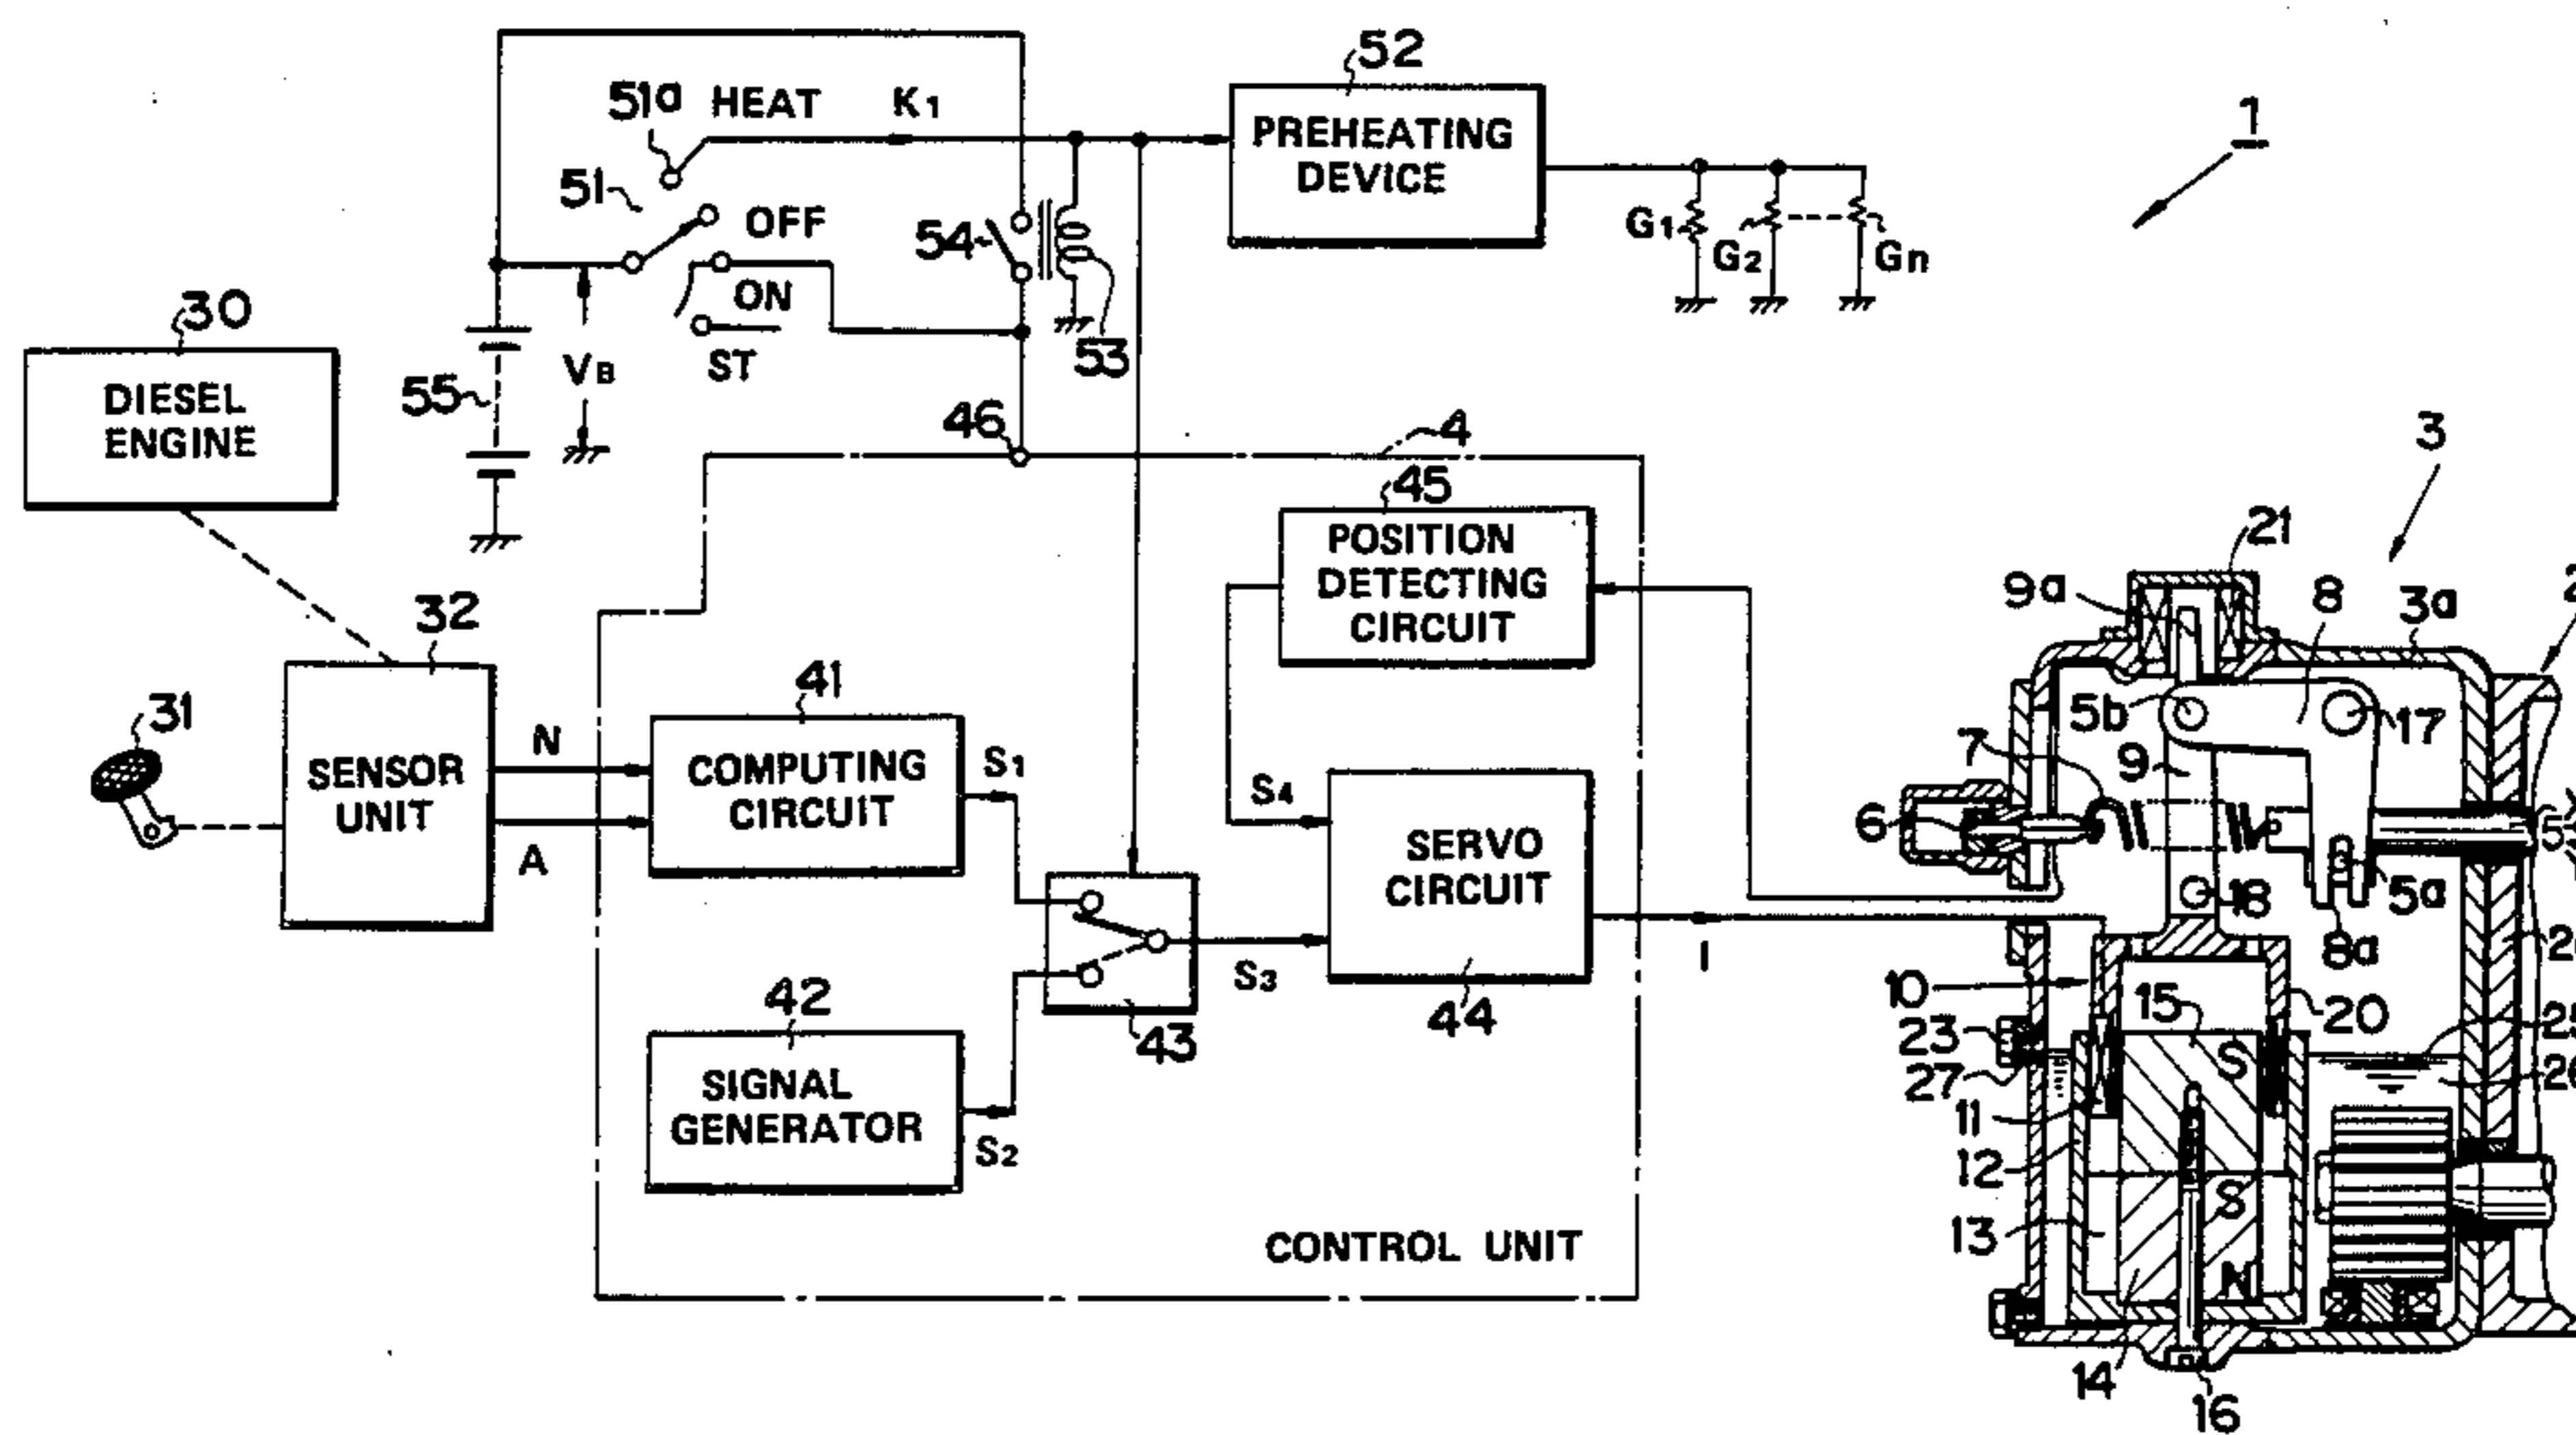 52
51a HEAT K1
PREHEATING
DEVICE
1
51
OFF
54
G1
G2
Gn
ON
30
53
VB
ST
55
DIESEL
ENGINE
46
4
3
45
POSITION
DETECTING
CIRCUIT
21
9a
8
3a
32
41
31
5b
17
N
SENSOR
UNIT
COMPUTING
CIRCUIT
S1
7
9
S4
SERVO
CIRCUIT
6
A
18
5a
8a
S3
I
42
43
44
10
15
20
23
27
S
SIGNAL
GENERATOR
S2
11
12
S
13
CONTROL UNIT
N
14
16